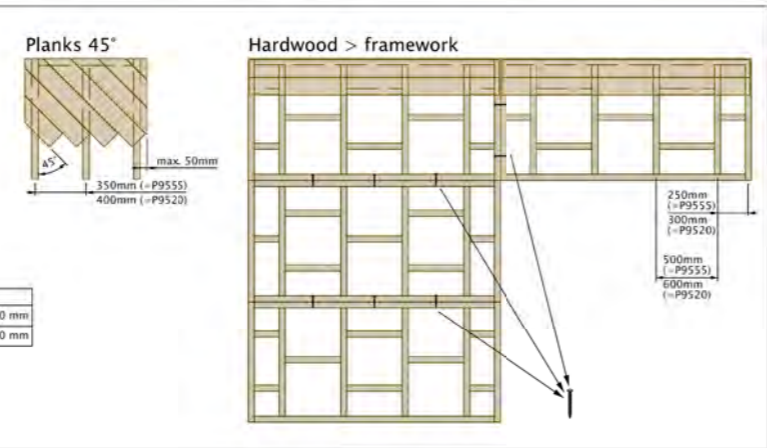 Planks 45°
Hardwood > framework
45°
max. 50mm
350mm (=P9555)
400mm (=P9520)
250mm
(=P9555)
300mm
(=P9520)
500mm
(=P9555)
600mm
(=P9520)
0 mm
0 mm